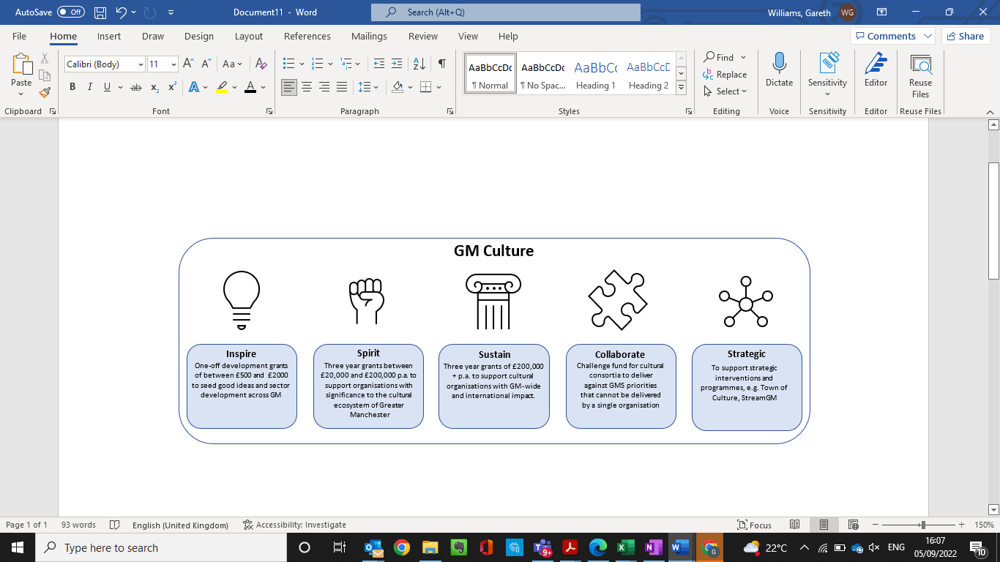 AutoSave Off Document11 - Word Search (Alt+Q) Williams, Gareth WG
File Home Insert Draw Design Layout References Mailings Review View Help Comments Share
Calibri (Body) 11 Aa
Paste
B I U ab x2 x2 A A
AaBbCcDc AaBbCcDc AaBbCc AaBbCcD
¶ Normal ¶ No Spac... Heading 1 Heading 2
Find
Replace
Select
Dictate
Sensitivity
Editor
Reuse
Files
Clipboard Font Paragraph Styles Editing Voice Sensitivity Editor Reuse Files
GM Culture
Inspire
One-off development grants
of between £500 and £2000
to seed good ideas and sector
development across GM
Spirit
Three year grants between
£20,000 and £200,000 p.a. to
support organisations with
significance to the cultural
ecosystem of Greater
Manchester
Sustain
Three year grants of £200,000
+ p.a. to support cultural
organisations with GM-wide
and international impact.
Collaborate
Challenge fund for cultural
consortia to deliver
against GMS priorities
that cannot be delivered
by a single organisation
Strategic
To support strategic
interventions and
programmes, e.g. Town of
Culture, StreamGM
Page 1 of 1 93 words English (United Kingdom) Accessibility: Investigate Focus 150%
Type here to search 9+ G 22°C ENG 16:07
05/09/2022 10